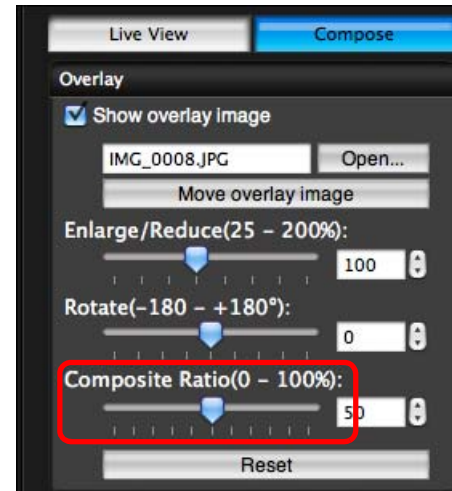 Live View Compose
Overlay
Show overlay image
IMG_0008.JPG Open...
Move overlay image
Enlarge/Reduce(25 – 200%):
100
Rotate(–180 – +180°):
0
Composite Ratio(0 – 100%):
50
Reset